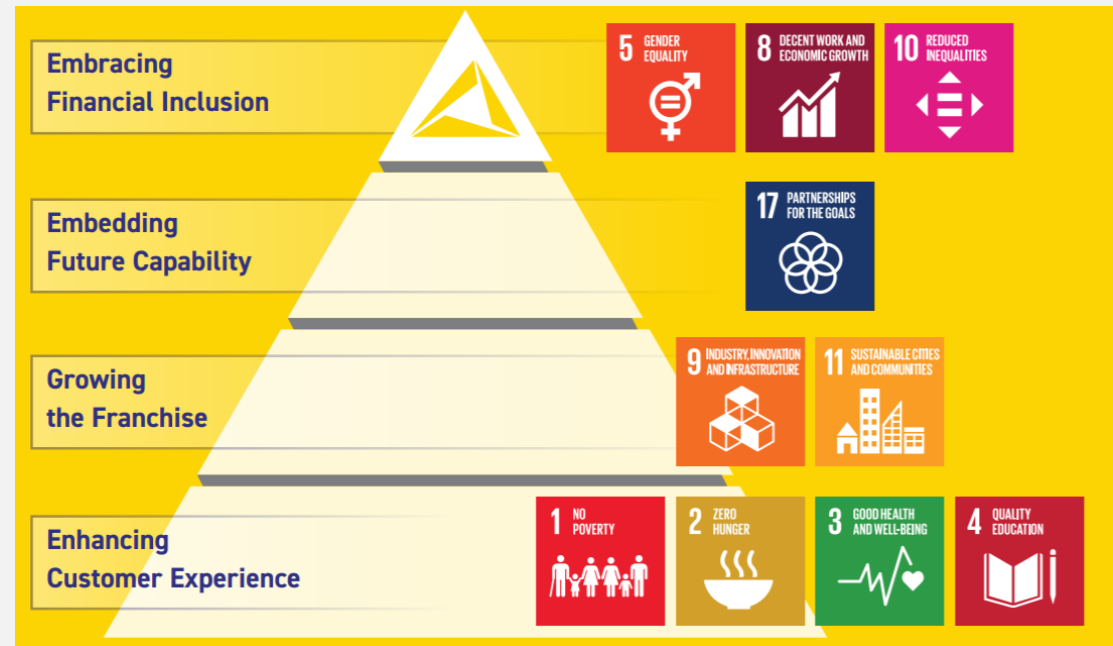 Embracing
Financial Inclusion
5 GENDER
EQUALITY
8 DECENT WORK AND
ECONOMIC GROWTH
10 REDUCED
INEQUALITIES
Embedding
Future Capability
17 PARTNERSHIPS
FOR THE GOALS
Growing
the Franchise
9 INDUSTRY, INNOVATION
AND INFRASTRUCTURE
11 SUSTAINABLE CITIES
AND COMMUNITIES
Enhancing
Customer Experience
1 NO
POVERTY
2 ZERO
HUNGER
3 GOOD HEALTH
AND WELL-BEING
4 QUALITY
EDUCATION